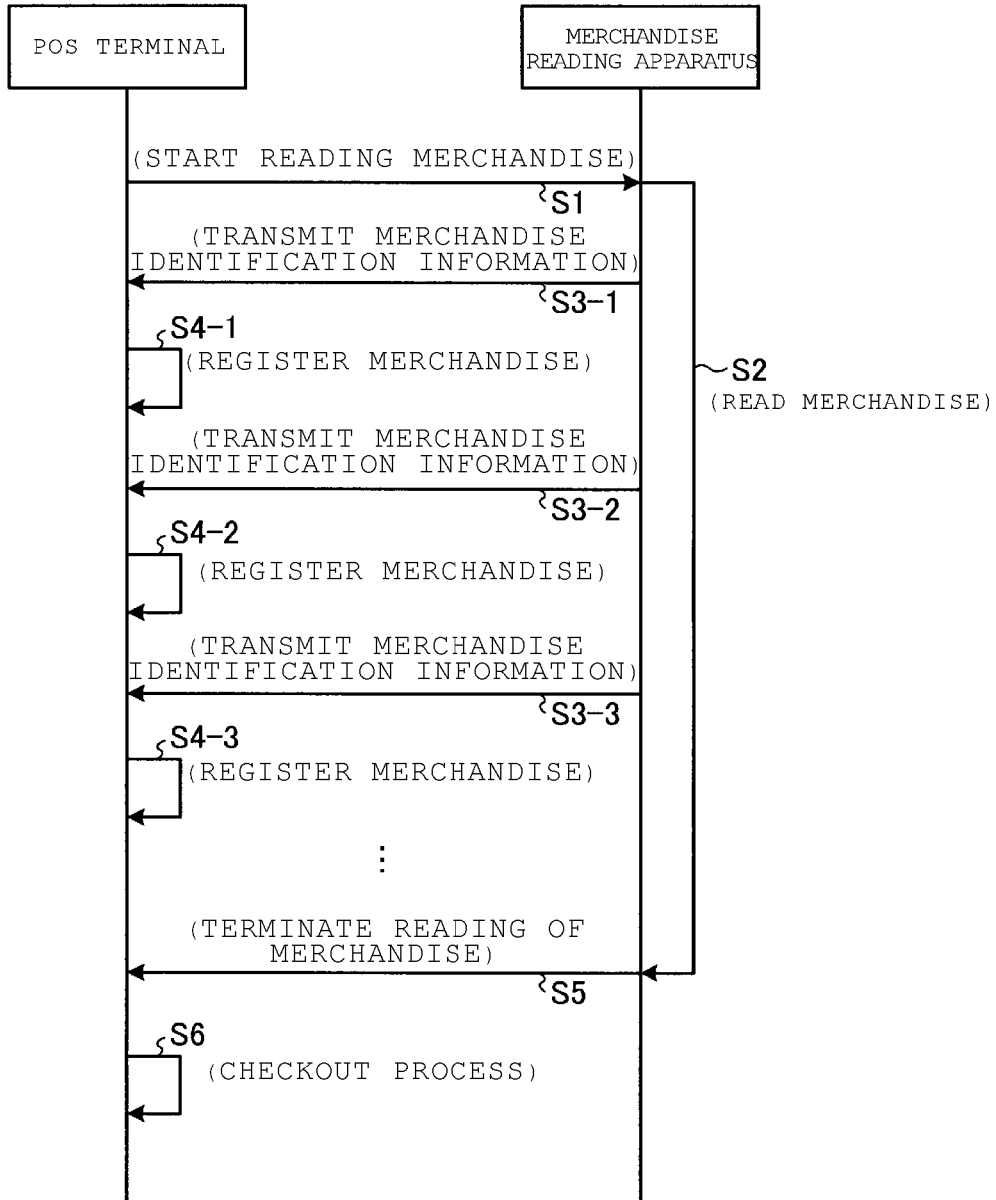 POS TERMINAL
MERCHANDISE
READING APPARATUS
(START READING MERCHANDISE)
S1
(TRANSMIT MERCHANDISE
IDENTIFICATION INFORMATION)
S3-1
S4-1
(REGISTER MERCHANDISE)
S2
(READ MERCHANDISE)
(TRANSMIT MERCHANDISE
IDENTIFICATION INFORMATION)
S3-2
S4-2
(REGISTER MERCHANDISE)
(TRANSMIT MERCHANDISE
IDENTIFICATION INFORMATION)
S3-3
S4-3
(REGISTER MERCHANDISE)
⋮
(TERMINATE READING OF
MERCHANDISE)
S5
S6
(CHECKOUT PROCESS)